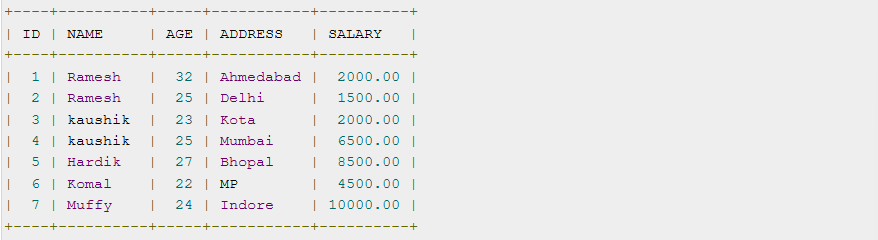 +----+----------+-----+-----------+----------+
| ID | NAME     | AGE | ADDRESS   | SALARY   |
+----+----------+-----+-----------+----------+
|  1 | Ramesh   |  32 | Ahmedabad |  2000.00 |
|  2 | Ramesh   |  25 | Delhi     |  1500.00 |
|  3 | kaushik  |  23 | Kota      |  2000.00 |
|  4 | kaushik  |  25 | Mumbai    |  6500.00 |
|  5 | Hardik   |  27 | Bhopal    |  8500.00 |
|  6 | Komal    |  22 | MP        |  4500.00 |
|  7 | Muffy    |  24 | Indore    | 10000.00 |
+----+----------+-----+-----------+----------+